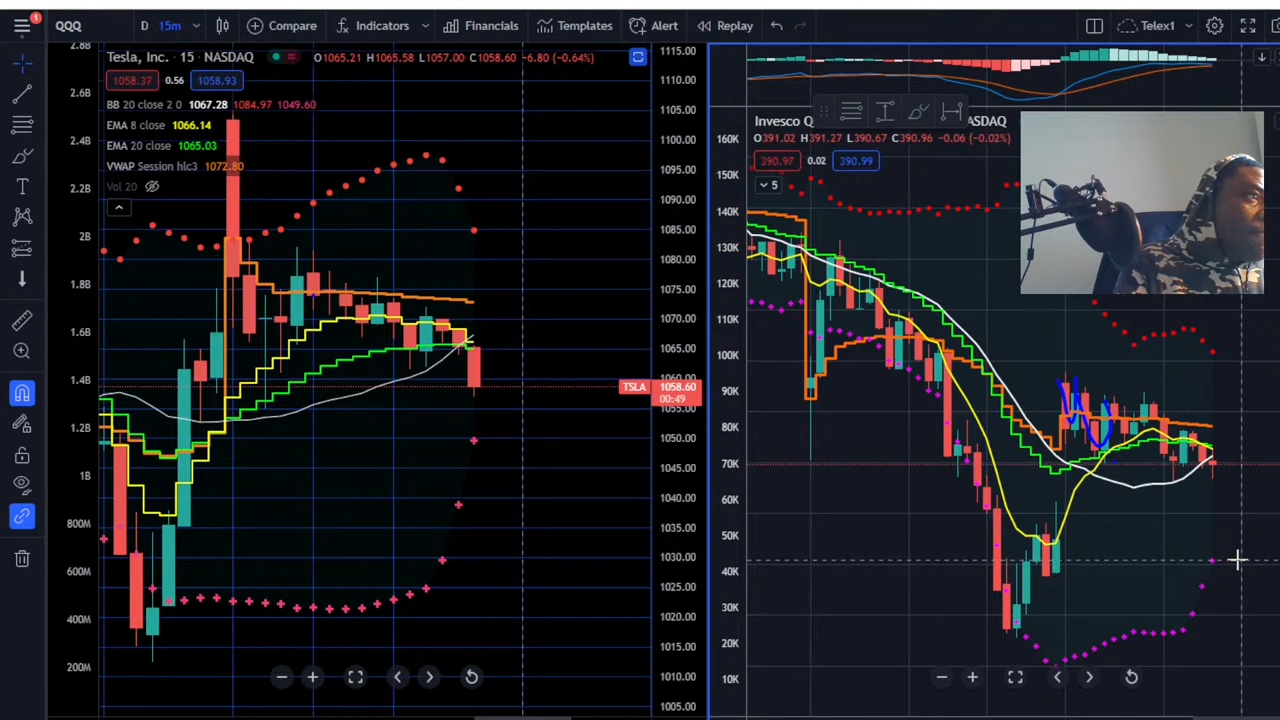 1
QQQ
D 15m Compare Indicators Financials Templates Alert Replay Telex1
2.8B
2.6B
2.4B
2.2B
2B
1.8B
1.6B
1.4B
1.2B
1B
800M
600M
400M
200M
Tesla, Inc. · 15 · NASDAQ O1065.21 H1065.58 L1057.00 C1058.60 -6.80 (-0.64%)
1058.37 0.56 1058.93
BB 20 close 2 0 1067.28 1084.97 1049.60
EMA 8 close 1066.14
EMA 20 close 1065.03
VWAP Session hlc3 1072.80
Vol 20
1115.00
1110.00
1105.00
1100.00
1095.00
1090.00
1085.00
1080.00
1075.00
1070.00
1065.00
1060.00
TSLA 1058.60
00:49
1055.00
1050.00
1045.00
1040.00
1035.00
1030.00
1025.00
1020.00
1015.00
1010.00
1005.00
Invesco Q
ASDAQ
O391.02 H391.27 L390.67 C390.96 -0.06 (-0.02%)
390.97 0.02 390.99
5
160K
150K
140K
130K
120K
110K
100K
90K
80K
70K
60K
50K
40K
30K
20K
10K